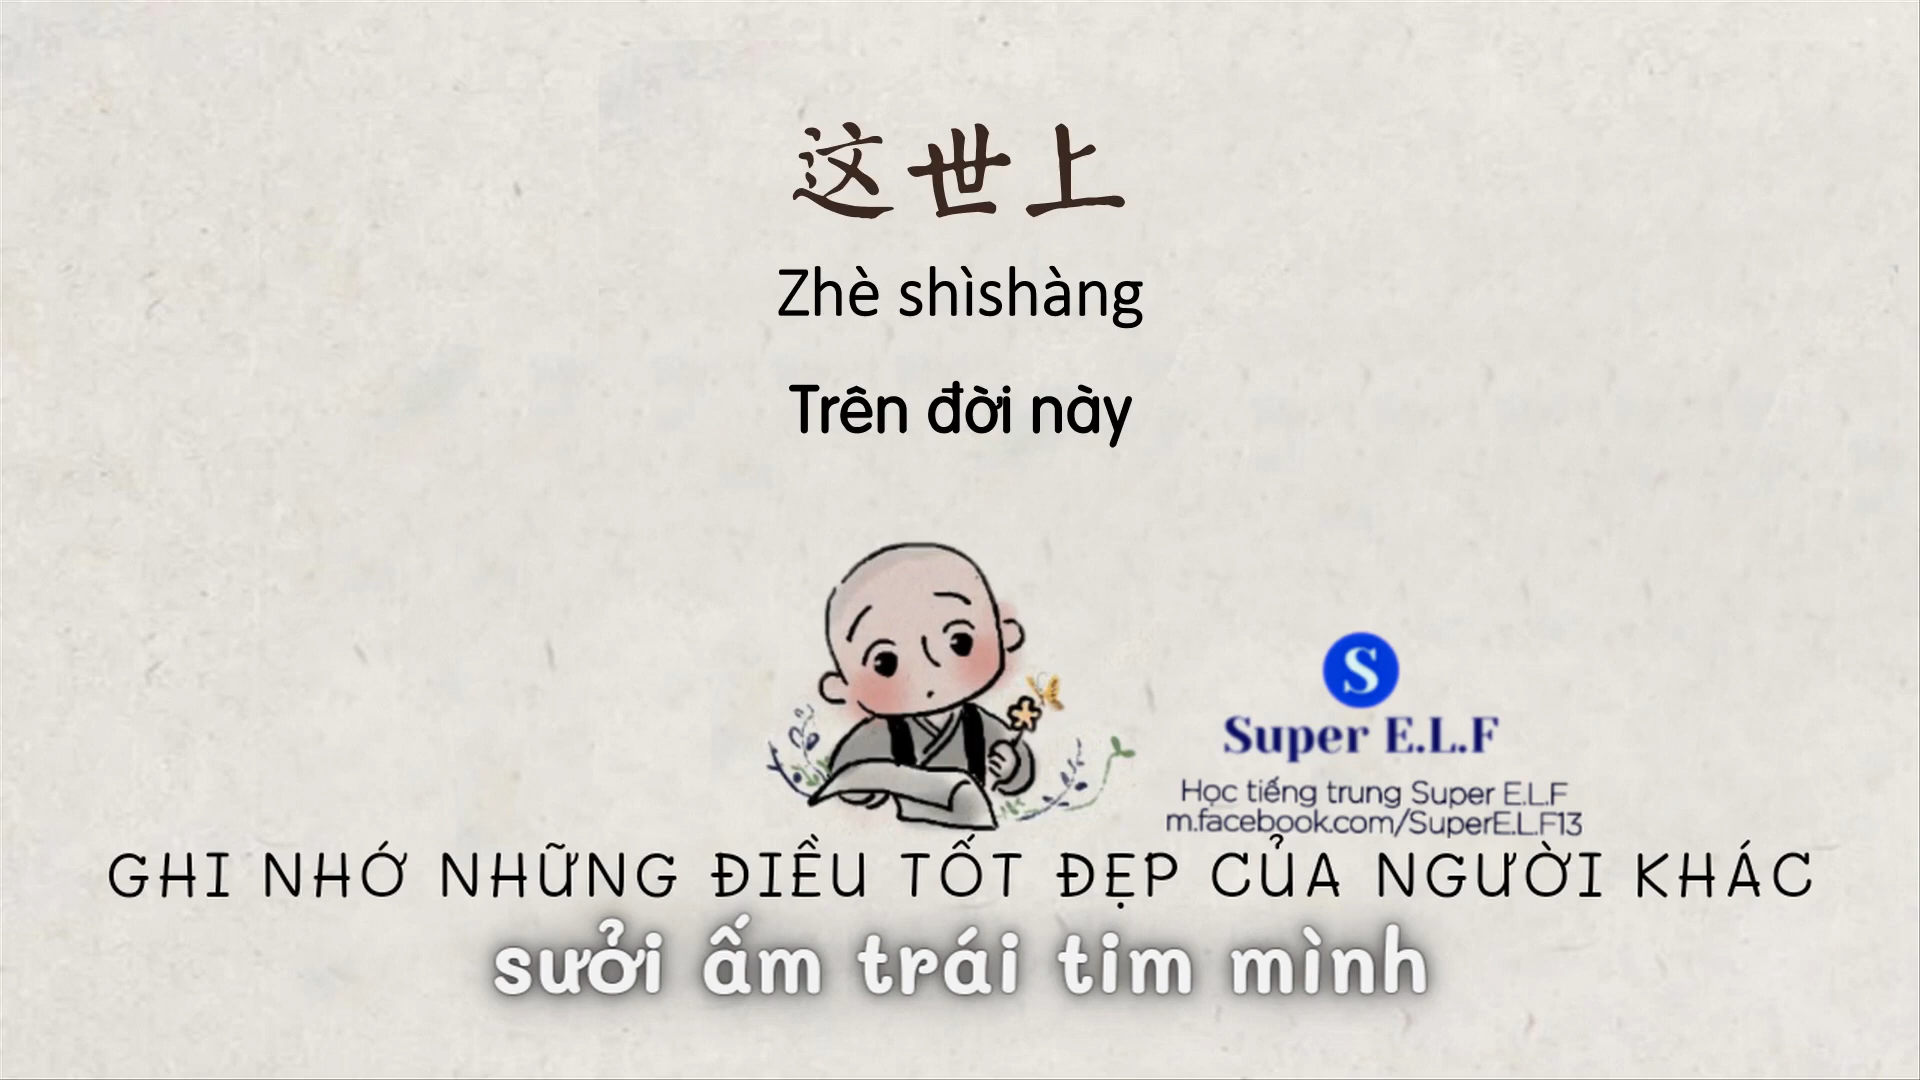 这世上
Zhè shìshàng
Trên đời này
S
Super E.L.F
Học tiếng trung Super E.L.F
m.facebook.com/SuperE.L.F13
GHI NHỚ NHỮNG ĐIỀU TỐT ĐẸP CỦA NGƯỜI KHÁC
sưởi ấm trái tim mình